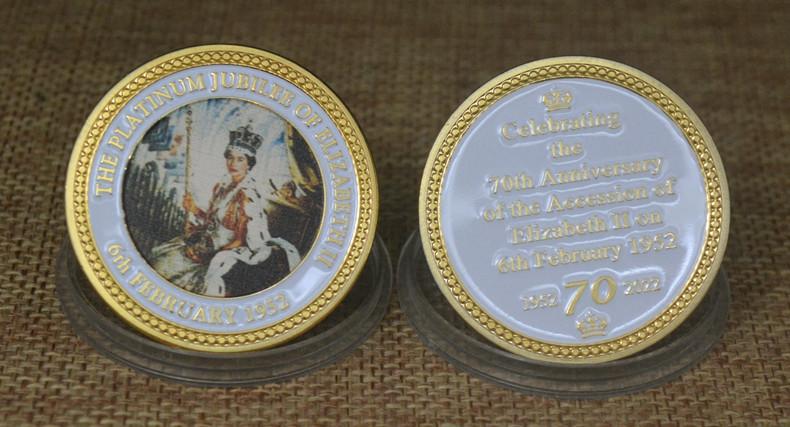 THE PLATINUM JUBILEE OF ELIZABETH II
6th FEBRUARY 1952
Celebrating
the
70th Anniversary
of the Accession of
Elizabeth II on
6th February 1952
1952 70 2022